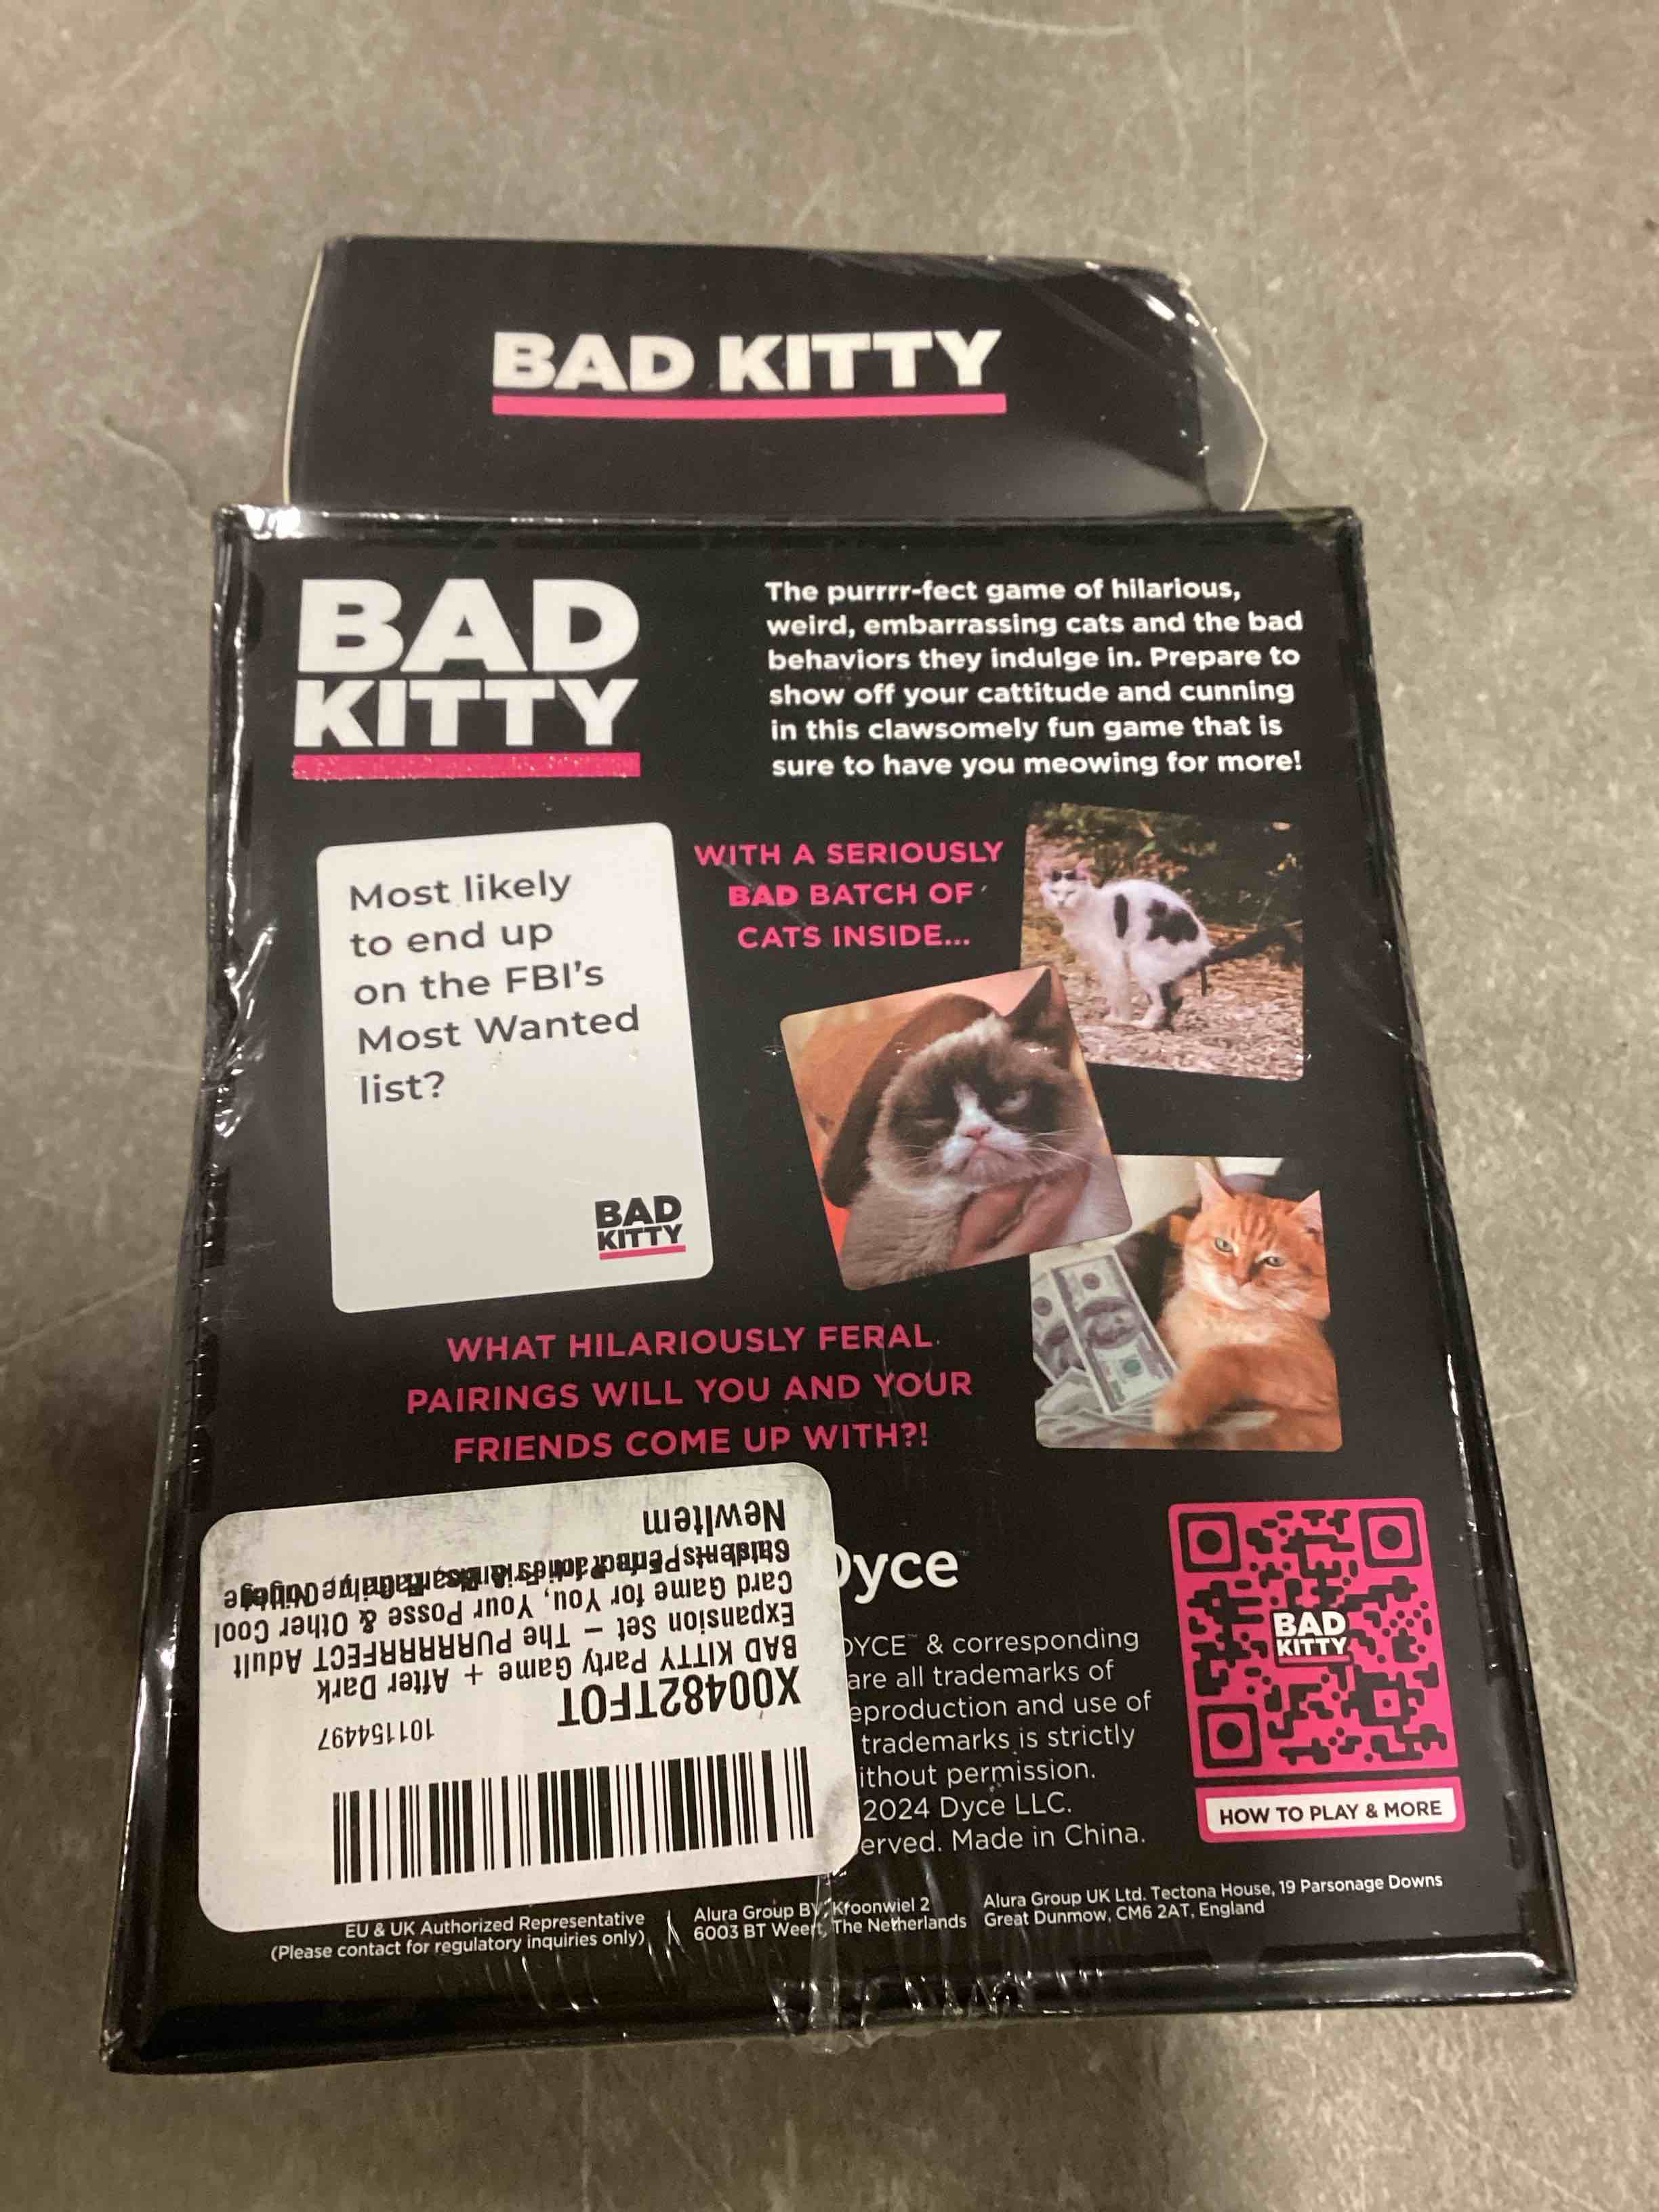 BAD KITTY
BAD
KITTY
The purrrr-fect game of hilarious,
weird, embarrassing cats and the bad
behaviors they indulge in. Prepare to
show off your cattitude and cunning
in this clawsomely fun game that is
sure to have you meowing for more!
Most likely
to end up
on the FBI's
Most Wanted
list?
BAD
KITTY
WITH A SERIOUSLY
BAD BATCH OF
CATS INSIDE...
WHAT HILARIOUSLY FERAL
PAIRINGS WILL YOU AND YOUR
FRIENDS COME UP WITH?!
101154497
X00482TFOT
BAD KITTY Party Game + After Dark
Expansion Set – The PURRRRRFECT Adult
Card Game for You, Your Posse & Other Cool
NewItem
Dyce
DYCE™ & corresponding
are all trademarks of
eproduction and use of
trademarks is strictly
ithout permission.
2024 Dyce LLC.
erved. Made in China.
BAD
KITTY
HOW TO PLAY & MORE
EU & UK Authorized Representative
(Please contact for regulatory inquiries only)
Alura Group BV, Kroonwiel 2
6003 BT Weert, The Netherlands
Alura Group UK Ltd. Tectona House, 19 Parsonage Downs
Great Dunmow, CM6 2AT, England